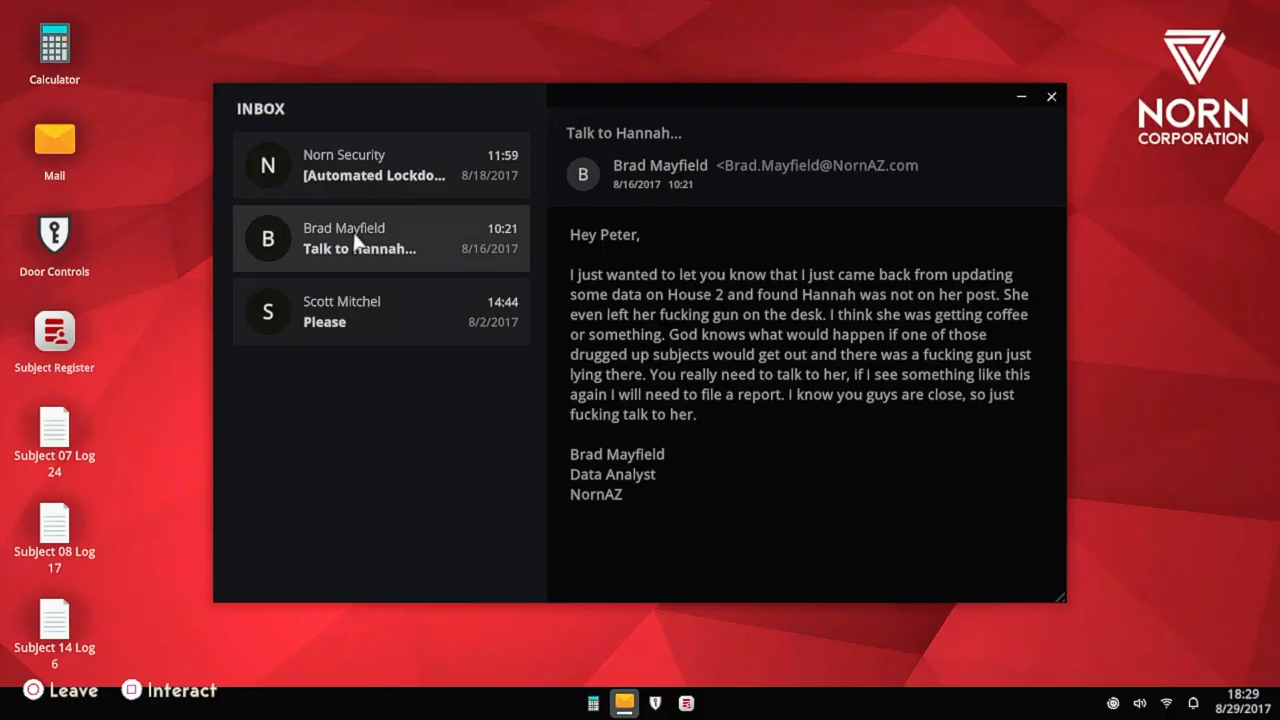 Calculator
Mail
Door Controls
Subject Register
Subject 07 Log
24
Subject 08 Log
17
Subject 14 Log
6
INBOX
N
Norn Security
11:59
[Automated Lockdo...
8/18/2017
B
Brad Mayfield
10:21
Talk to Hannah...
8/16/2017
S
Scott Mitchel
14:44
Please
8/2/2017
Talk to Hannah...
B
Brad Mayfield <Brad.Mayfield@NornAZ.com
8/16/2017 10:21
Hey Peter,
I just wanted to let you know that I just came back from updating
some data on House 2 and found Hannah was not on her post. She
even left her fucking gun on the desk. I think she was getting coffee
or something. God knows what would happen if one of those
drugged up subjects would get out and there was a fucking gun just
lying there. You really need to talk to her, if I see something like this
again I will need to file a report. I know you guys are close, so just
fucking talk to her.
Brad Mayfield
Data Analyst
NornAZ
NORN
CORPORATION
Leave
Interact
18:29
8/29/2017